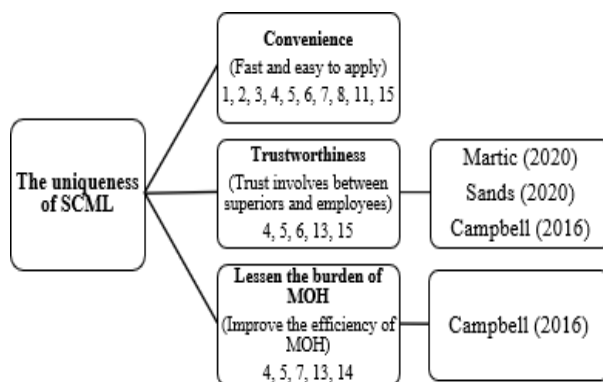 The uniqueness
of SCML
Convenience
(Fast and easy to apply)
1, 2, 3, 4, 5, 6, 7, 8, 11, 15
Trustworthiness
(Trust involves between
superiors and employees)
4, 5, 6, 13, 15
Martic (2020)
Sands (2020)
Campbell (2016)
Lessen the burden of
MOH
(Improve the efficiency of
MOH)
4, 5, 7, 13, 14
Campbell (2016)